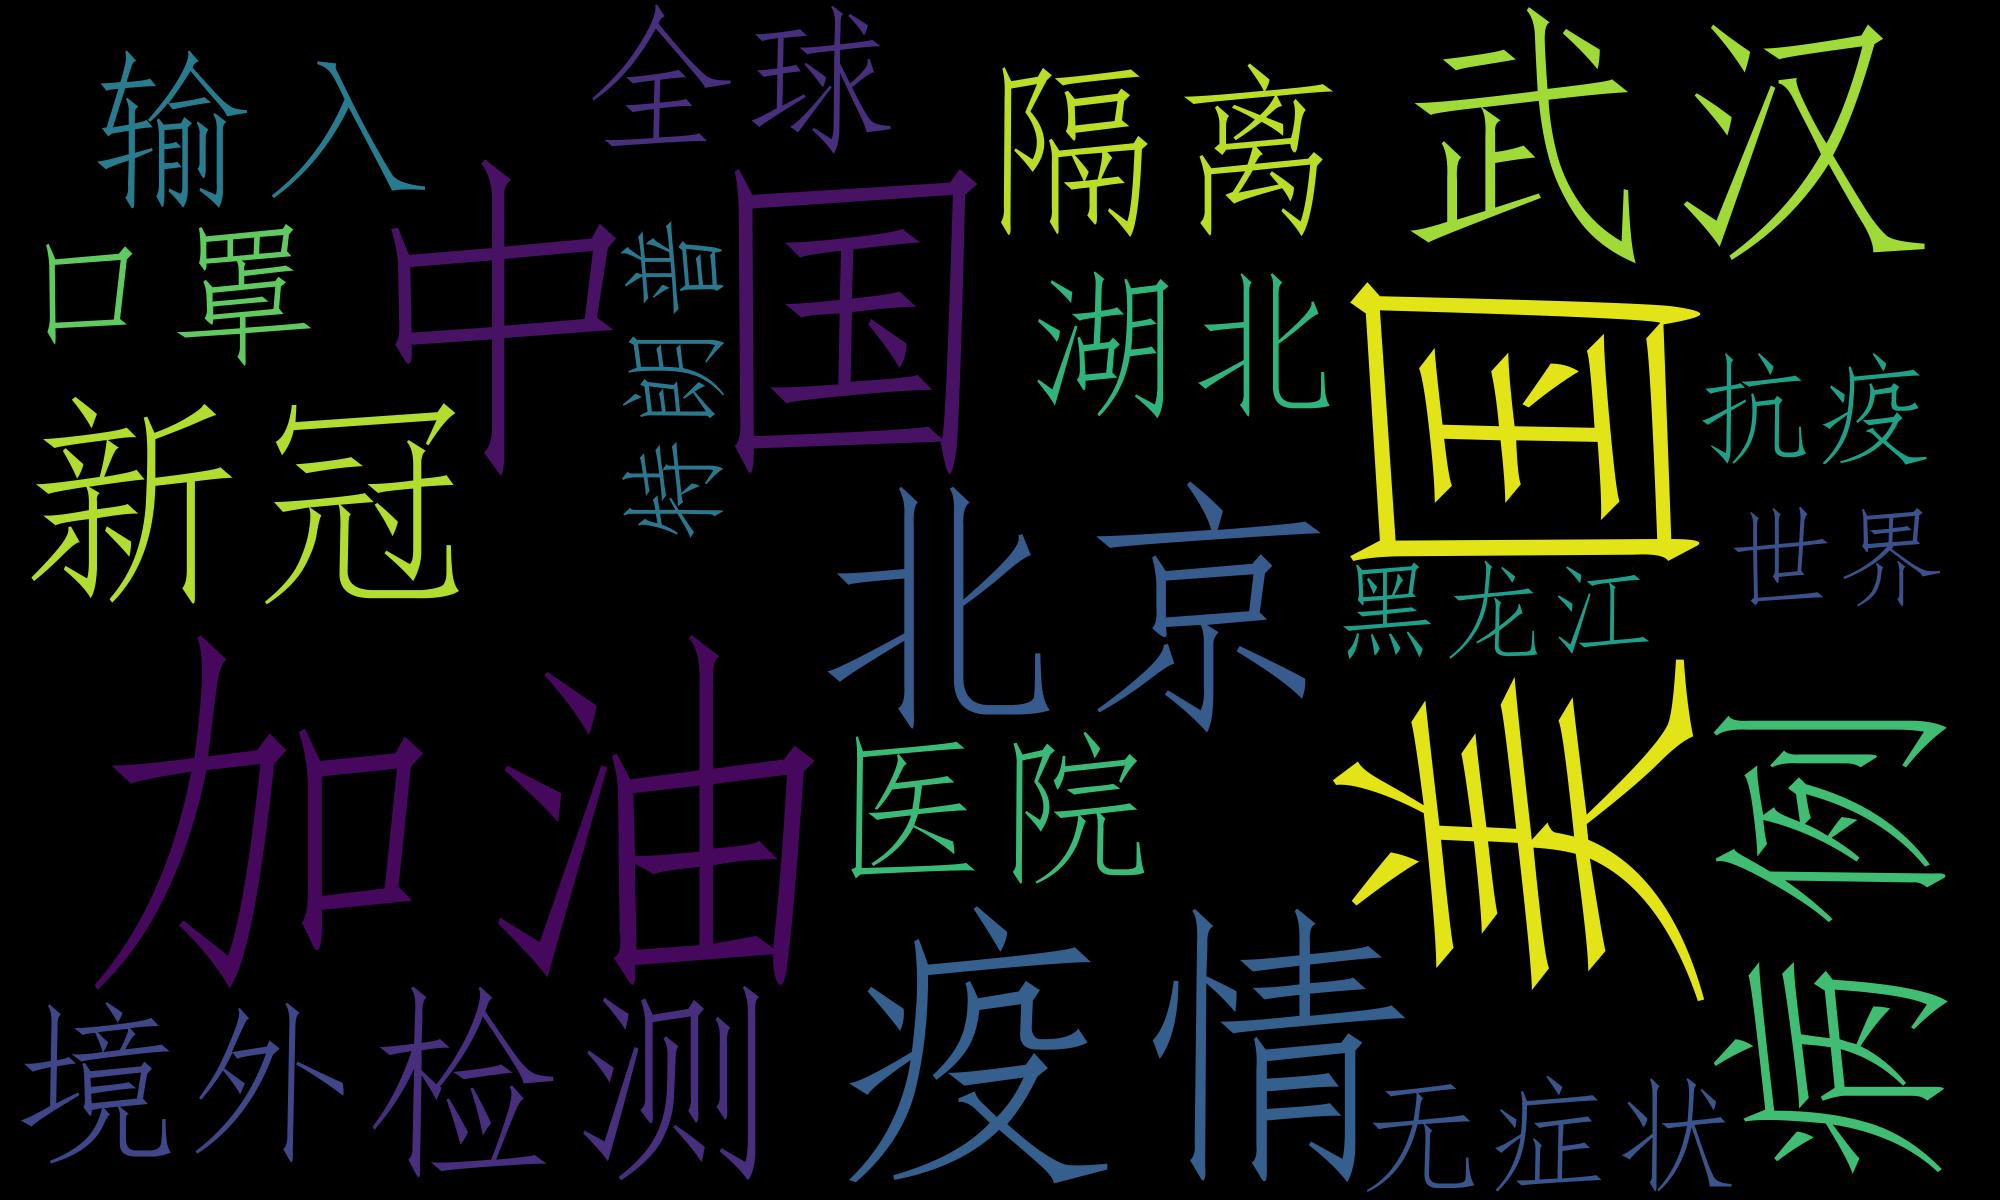 输入
全球
隔离
武汉
口罩
中国
特朗普
湖北
美国
抗疫
新冠
北京
世界
黑龙江
加油
医院
病例
疫情
境外
检测
无症状